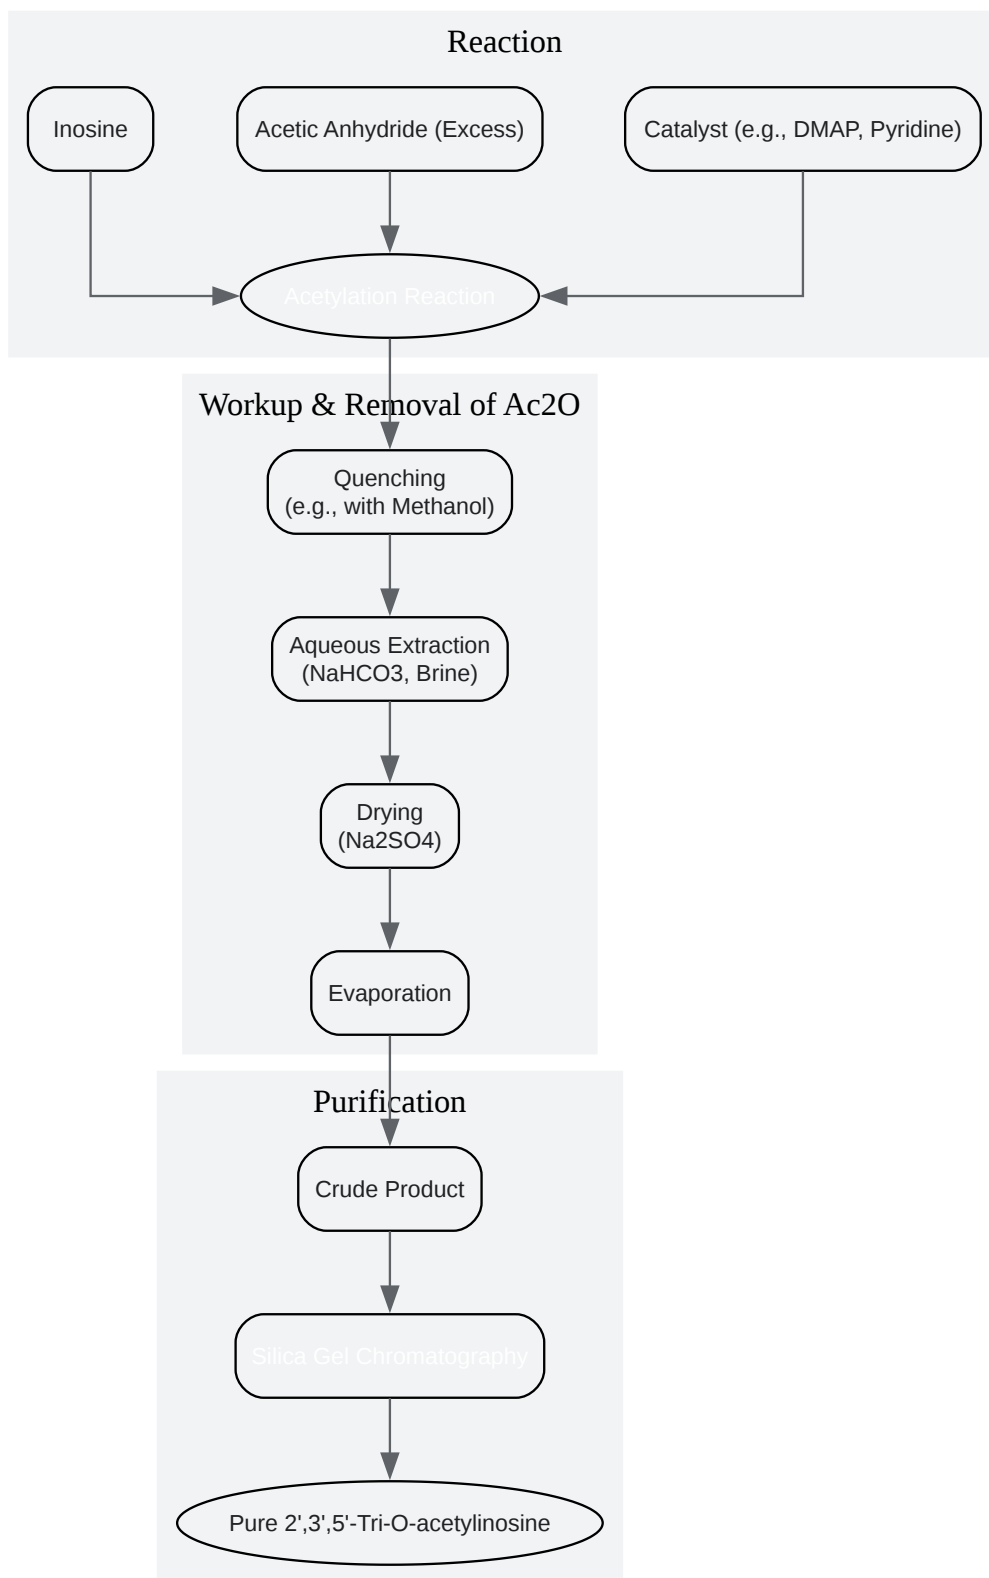 Reaction
Inosine
Acetic Anhydride (Excess)
Catalyst (e.g., DMAP, Pyridine)
Acetylation Reaction
Workup & Removal of Ac2O
Quenching
(e.g., with Methanol)
Aqueous Extraction
(NaHCO3, Brine)
Drying
(Na2SO4)
Evaporation
Purification
Crude Product
Silica Gel Chromatography
Pure 2',3',5'-Tri-O-acetylinosine